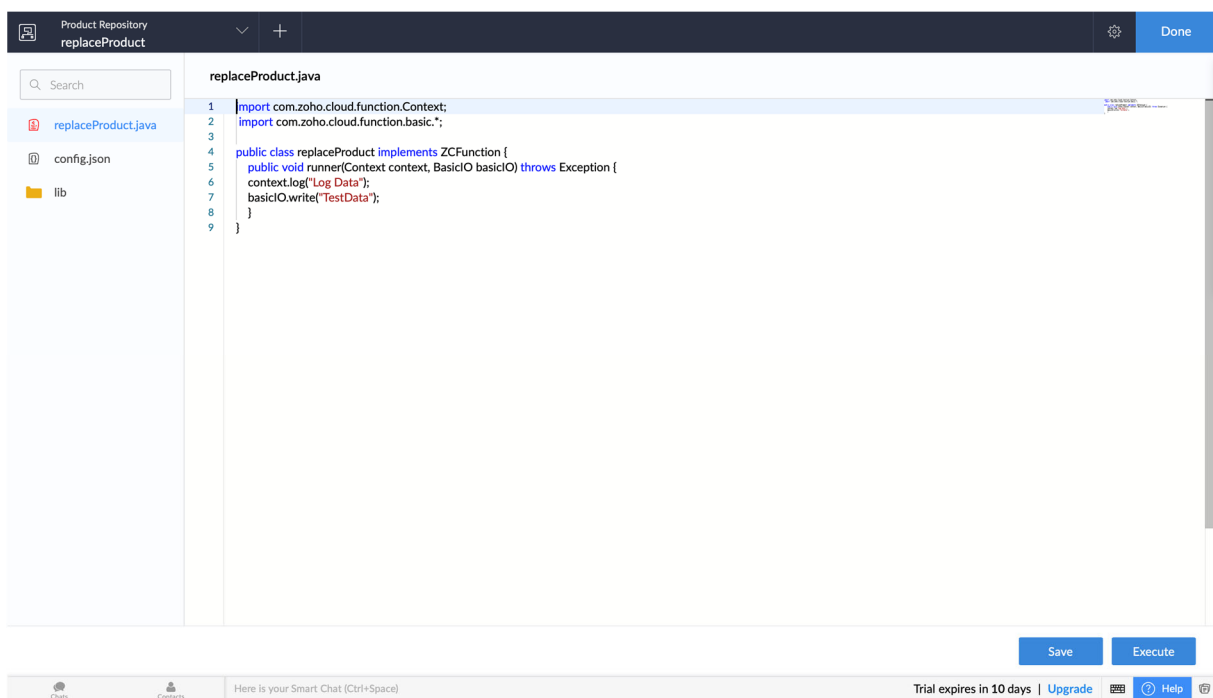 Product Repository
replaceProduct
Done
Search
replaceProduct.java
config.json
lib
replaceProduct.java
1 import com.zoho.cloud.function.Context;
2 import com.zoho.cloud.function.basic.*;
3
4 public class replaceProduct implements ZCFunction {
5 public void runner(Context context, BasicIO basicIO) throws Exception {
6 context.log("Log Data");
7 basicIO.write("TestData");
8 }
9 }
Save
Execute
Chats
Contacts
Here is your Smart Chat (Ctrl+Space)
Trial expires in 10 days | Upgrade
Help